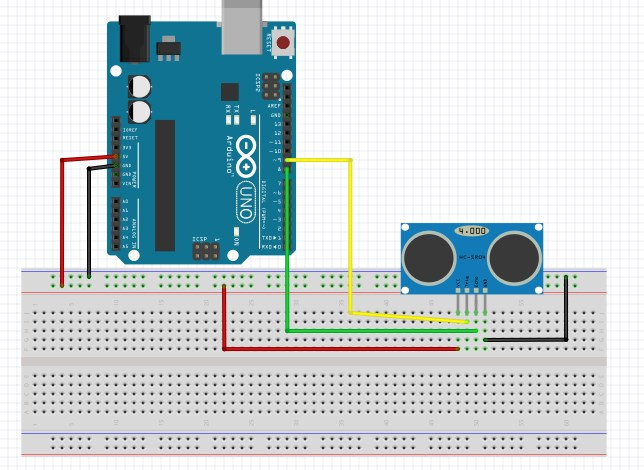 RESET
ICSP2
AREF
GND
13
12
~11
~10
~9
8
7
~6
~5
4
~3
2
TX▶1
RX◀0
DIGITAL (PWM~)
L
TX
RX
Arduino™
UNO
ON
ICSP
IOREF
RESET
3V3
5V
GND
GND
VIN
POWER
A0
A1
A2
A3
A4
A5
ANALOG IN
4.000
HC-SR04
VCC
TRIG
ECHO
GND